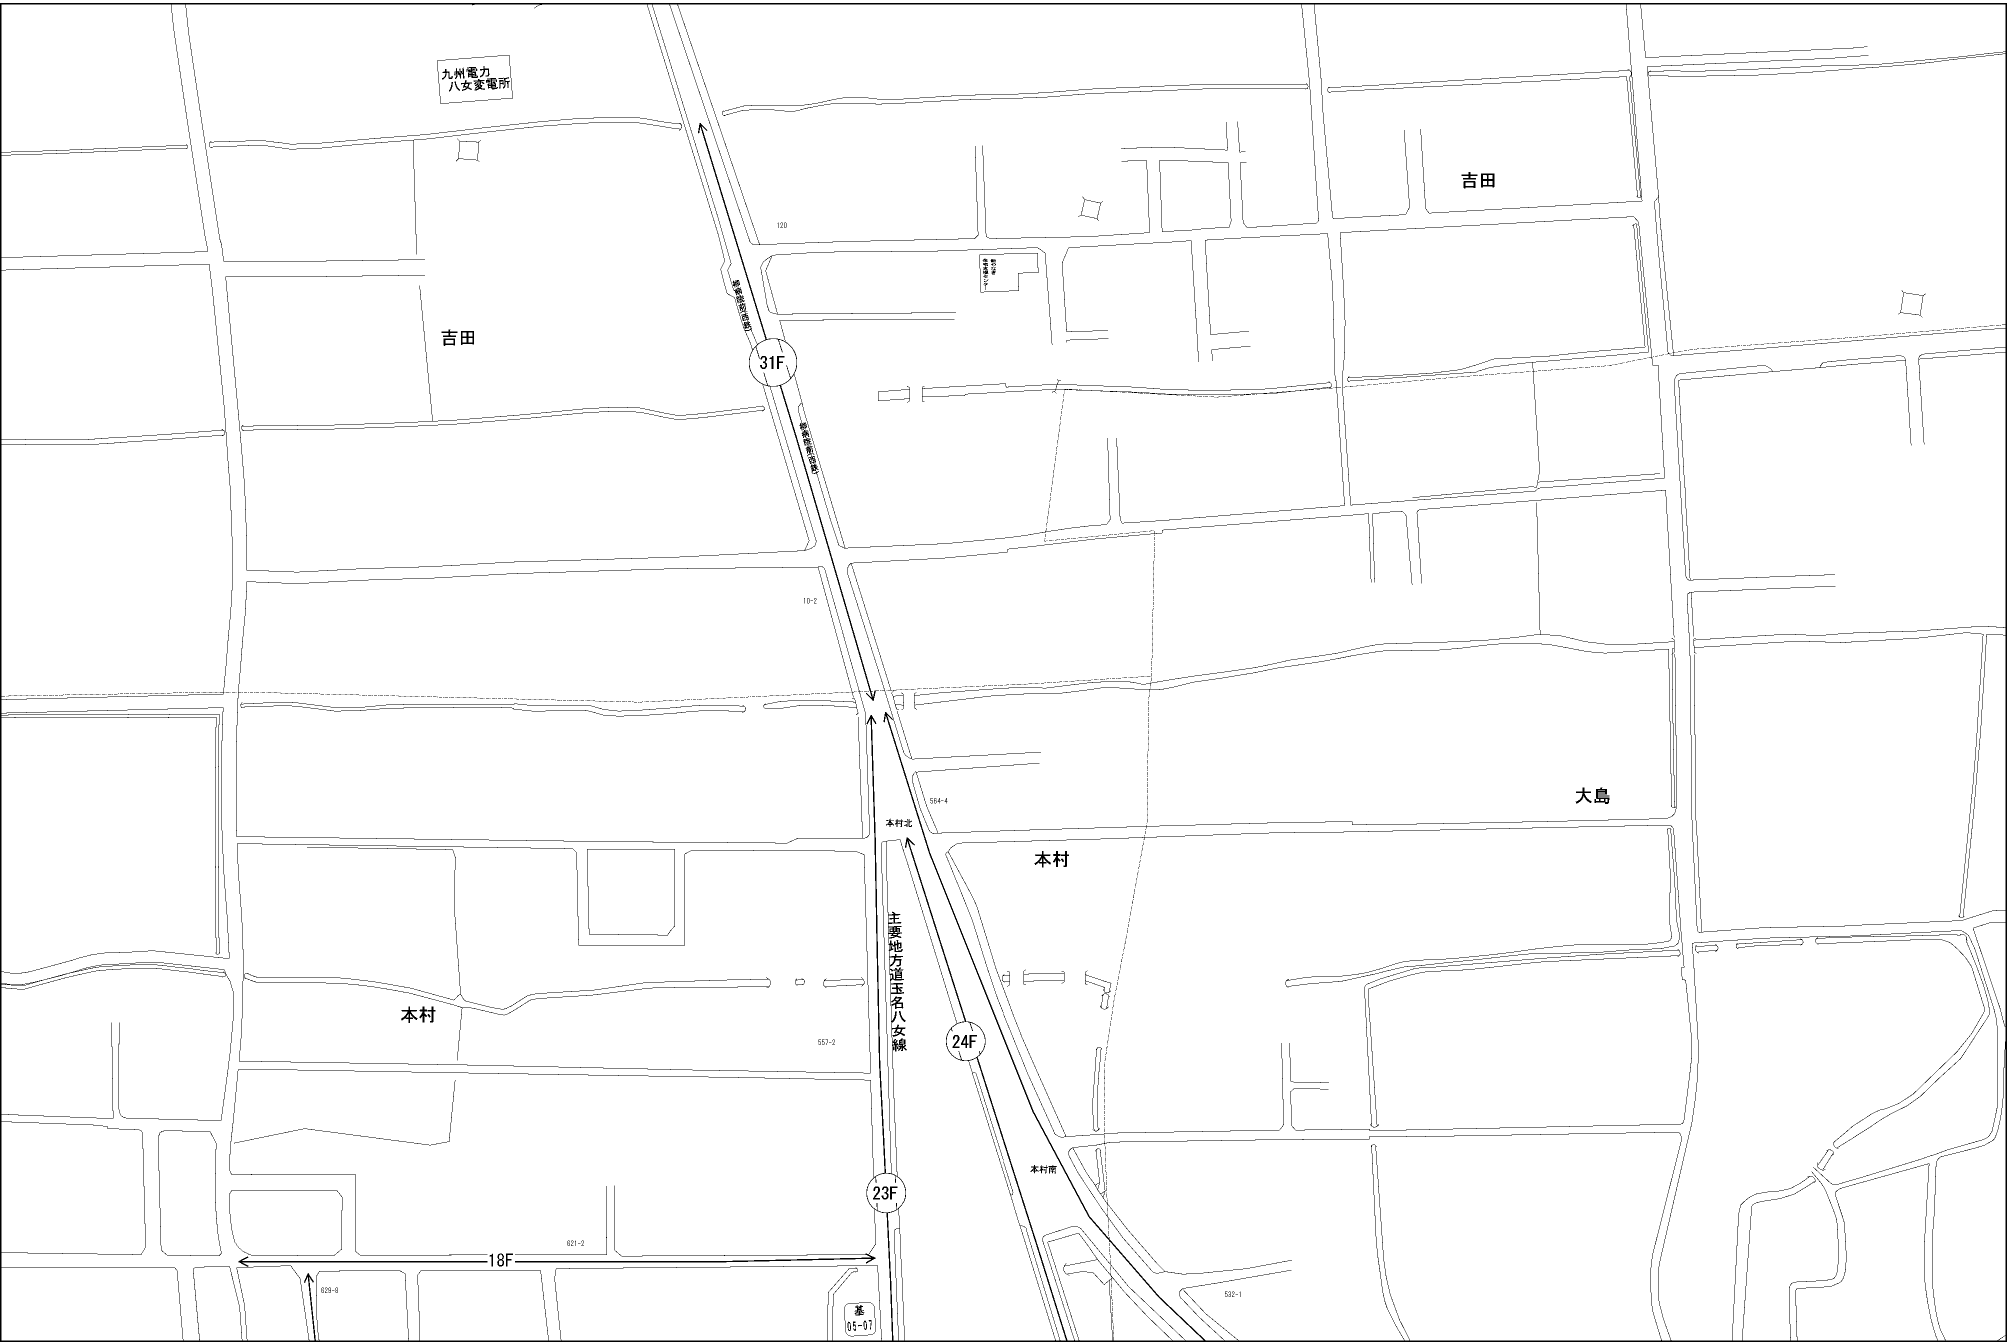 九州電力
八女変電所
吉田
120
吉田
31F
10-2
大島
564-4
本村北
本村
主要地方道玉名八女線
本村
24F
557-2
本村南
23F
621-2
18F
629-8
532-1
墓
05-07